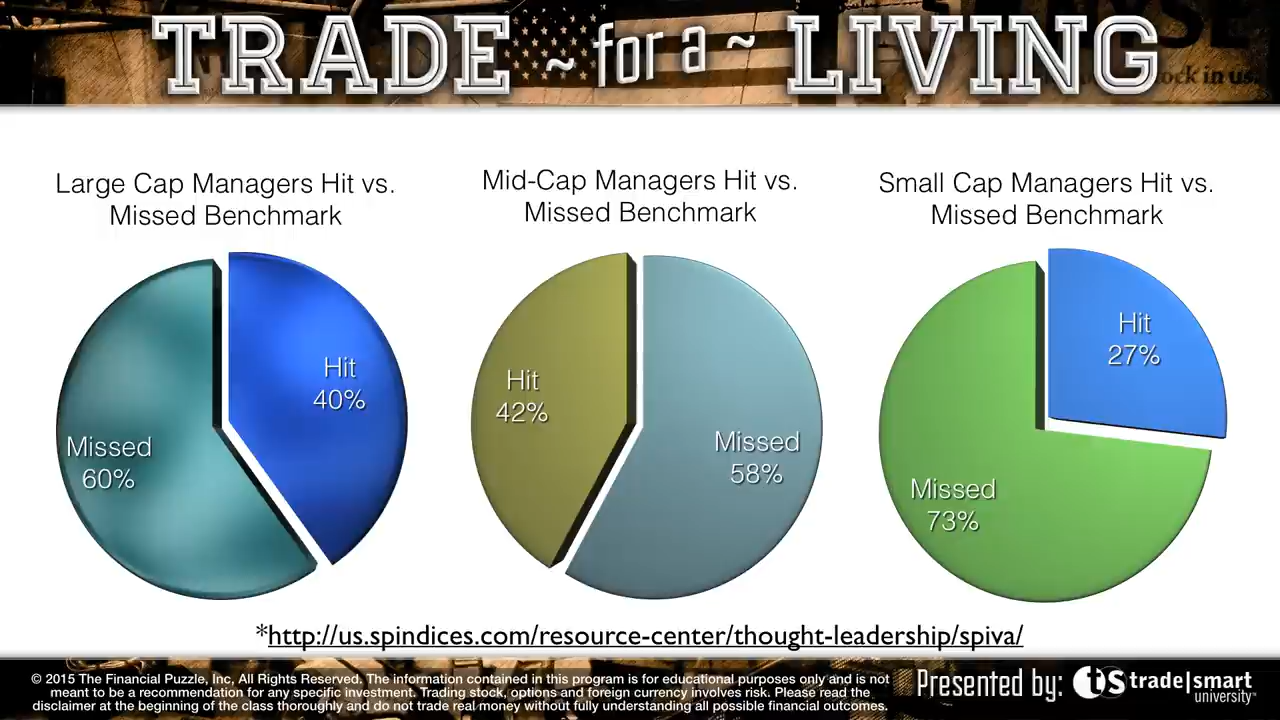 TRADE ~ for a ~ LIVING
ock in us.
Large Cap Managers Hit vs.
Missed Benchmark
Hit
40%
Missed
60%
Mid-Cap Managers Hit vs.
Missed Benchmark
Hit
42%
Missed
58%
Small Cap Managers Hit vs.
Missed Benchmark
Hit
27%
Missed
73%
*http://us.spindices.com/resource-center/thought-leadership/spiva/
© 2015 The Financial Puzzle, Inc, All Rights Reserved. The information contained in this program is for educational purposes only and is not
meant to be a recommendation for any specific investment. Trading stock, options and foreign currency involves risk. Please read the
disclaimer at the beginning of the class thoroughly and do not trade real money without fully understanding all possible financial outcomes.
Presented by:
ts trade|smart
university™